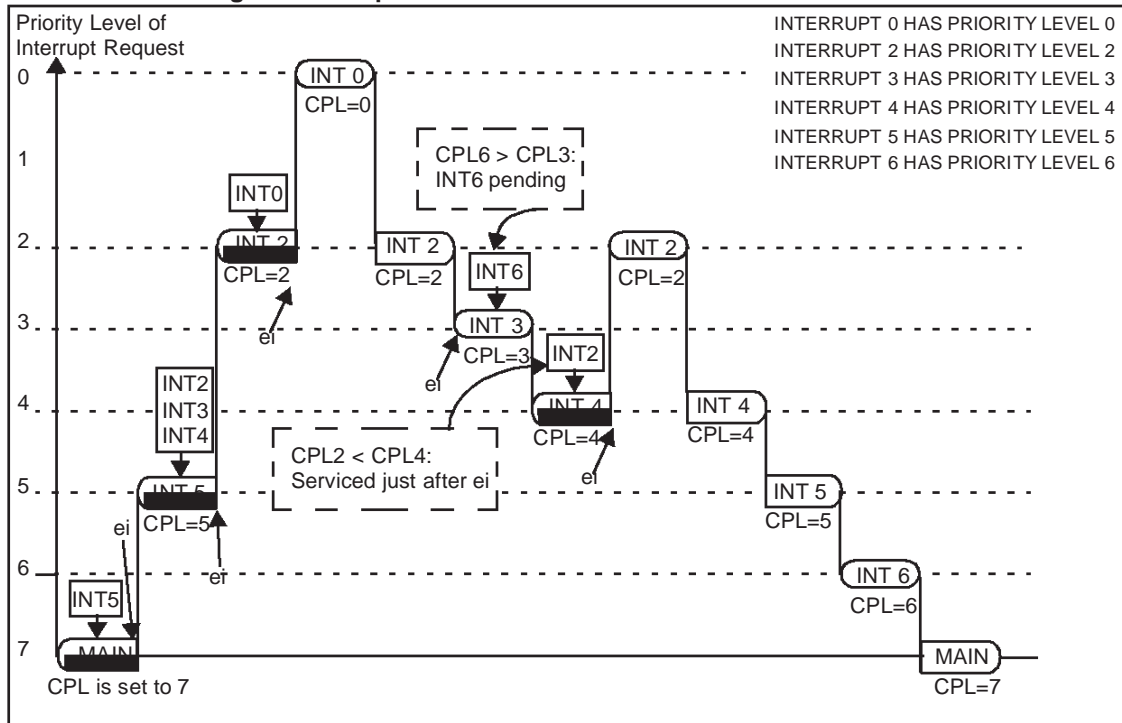 Priority Level of
Interrupt Request
INTERRUPT 0 HAS PRIORITY LEVEL 0
INTERRUPT 2 HAS PRIORITY LEVEL 2
INTERRUPT 3 HAS PRIORITY LEVEL 3
INTERRUPT 4 HAS PRIORITY LEVEL 4
INTERRUPT 5 HAS PRIORITY LEVEL 5
INTERRUPT 6 HAS PRIORITY LEVEL 6
0
INT 0
CPL=0
1
CPL6 > CPL3:
INT6 pending
INT0
2
INT 2
CPL=2
INT 2
CPL=2
INT 2
CPL=2
INT6
3
ei
INT 3
CPL=3
ei
INT2
INT2
INT3
INT4
4
INT 4
CPL=4
INT 4
CPL=4
CPL2 < CPL4:
Serviced just after ei
ei
5
INT 5
CPL=5
INT 5
CPL=5
ei
ei
6
INT 6
CPL=6
INT5
7
MAIN
CPL is set to 7
MAIN
CPL=7